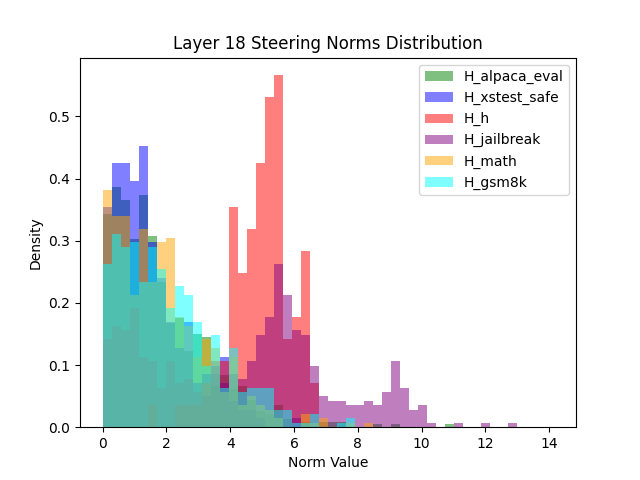 Layer 18 Steering Norms Distribution
H_alpaca_eval
H_xstest_safe
H_h
H_jailbreak
H_math
H_gsm8k
Density
0.5
0.4
0.3
0.2
0.1
0.0
0 2 4 6 8 10 12 14
Norm Value